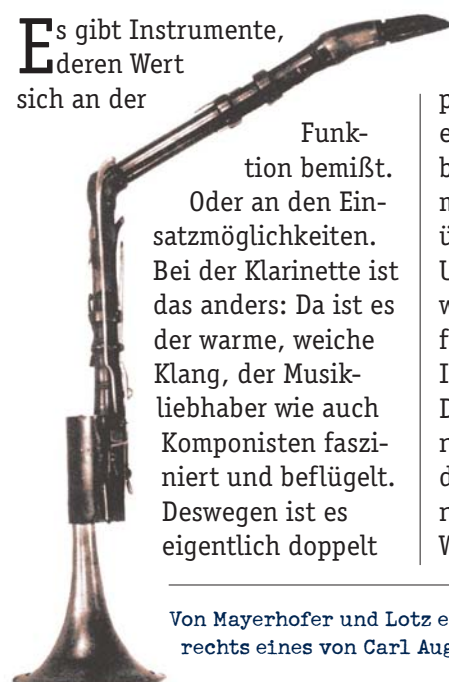 Es gibt Instrumente,
deren Wert
sich an der
Funk-
tion bemißt.
Oder an den Ein-
satzmöglichkeiten.
Bei der Klarinette ist
das anders: Da ist es
der warme, weiche
Klang, der Musik-
liebhaber wie auch
Komponisten faszi-
niert und beflügelt.
Deswegen ist es
eigentlich doppelt
Von Mayerhofer und Lotz
rechts eines von Carl